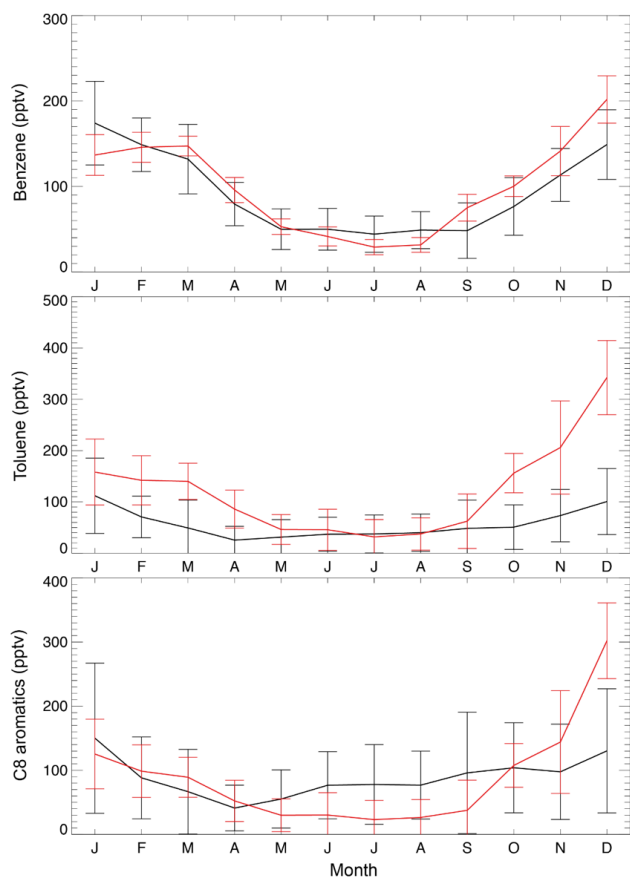 Benzene (pptv)
300
200
100
0
J F M A M J J A S O N D
Toluene (pptv)
500
400
300
200
100
0
J F M A M J J A S O N D
C8 aromatics (pptv)
400
300
200
100
0
J F M A M J J A S O N D
Month